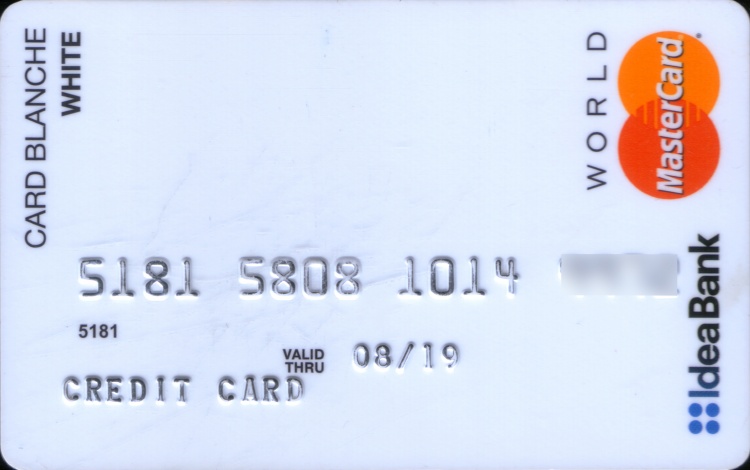 CARD BLANCHE
WHITE
WORLD
MasterCard
IdeaBank
5181 5808 1014
5181
VALID THRU 08/19
CREDIT CARD